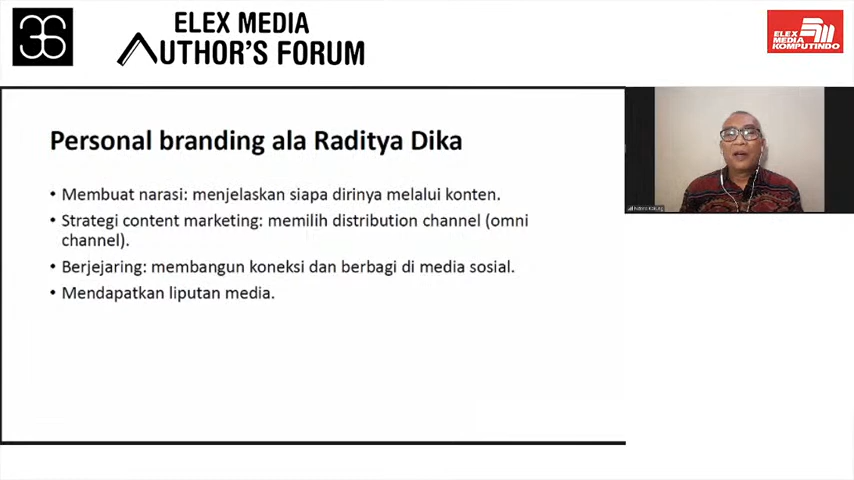 36
ELEX MEDIA
AUTHOR'S FORUM
ELEX
MEDIA
KOMPUTINDO
Personal branding ala Raditya Dika
• Membuat narasi: menjelaskan siapa dirinya melalui konten.
• Strategi content marketing: memilih distribution channel (omni
channel).
• Berjejaring: membangun koneksi dan berbagi di media sosial.
• Mendapatkan liputan media.